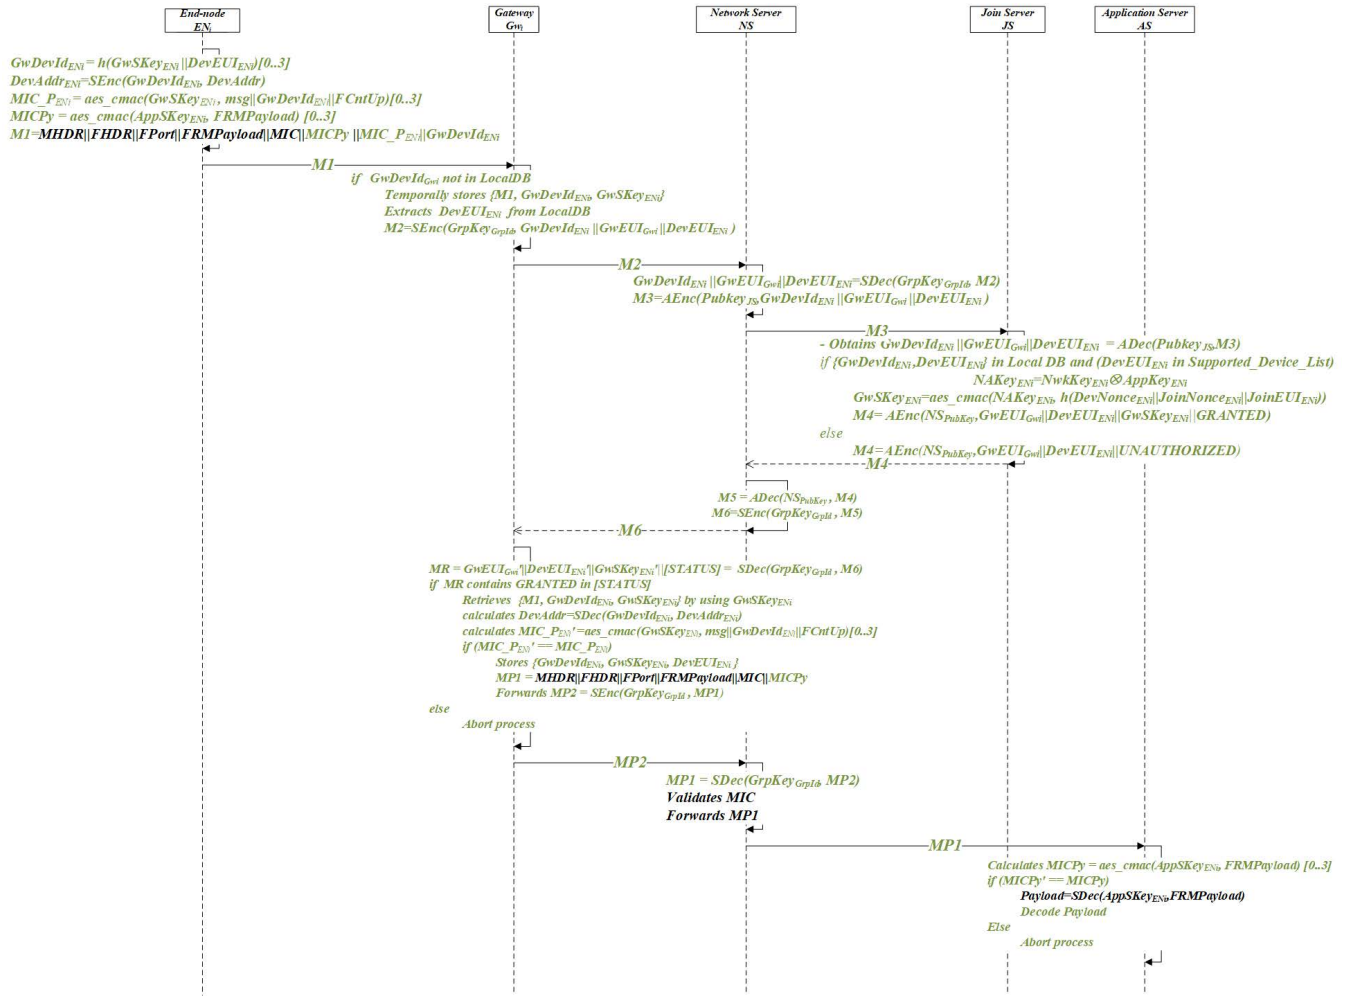 End-node
ENi
Gateway
Gwi
Network Server
NS
Join Server
JS
Application Server
AS
GwDevIdENi = h(GwSKeyENi||DevEUIENi)[0..3]
DevAddrENi=SEnc(GwDevIdENi, DevAddr)
MIC_PENi = aes_cmac(GwSKeyENi , msg||GwDevIdENi||FCntUp)[0..3]
MICPy = aes_cmac(AppSKeyENi, FRMPayload) [0..3]
M1=MHDR||FHDR||FPort||FRMPayload||MIC||MICPy ||MIC_PENi||GwDevIdENi
M1
if GwDevIdGwi not in LocalDB
Temporally stores {M1, GwDevIdENi, GwSKeyENi}
Extracts DevEUIENi from LocalDB
M2=SEnc(GrpKeyGrpId, GwDevIdENi ||GwEUIGwi ||DevEUIENi )
M2
GwDevIdENi ||GwEUIGwi||DevEUIENi=SDec(GrpKeyGrpId, M2)
M3=AEnc(PubkeyJS,GwDevIdENi ||GwEUIGwi ||DevEUIENi )
M3
- Obtains GwDevIdENi ||GwEUIGwi||DevEUIENi = ADec(PubkeyJS,M3)
if {GwDevIdENi,DevEUIENi} in Local DB and (DevEUIENi in Supported_Device_List)
NAKeyENi=NwkKeyENi⊗AppKeyENi
GwSKeyENi=aes_cmac(NAKeyENi, h(DevNonceENi||JoinNonceENi||JoinEUIENi))
M4= AEnc(NSPubKey,GwEUIGwi||DevEUIENi||GwSKeyENi||GRANTED)
else
M4=AEnc(NSPubKey,GwEUIGwi||DevEUIENi||UNAUTHORIZED)
M4
M5 = ADec(NSPubKey , M4)
M6=SEnc(GrpKeyGrpId , M5)
M6
MR = GwEUIGwi'||DevEUIENi'||GwSKeyENi'||[STATUS] = SDec(GrpKeyGrpId , M6)
if MR contains GRANTED in [STATUS]
Retrieves {M1, GwDevIdENi, GwSKeyENi} by using GwSKeyENi
calculates DevAddr=SDec(GwDevIdENi, DevAddrENi)
calculates MIC_PENi'=aes_cmac(GwSKeyENi, msg||GwDevIdENi||FCntUp)[0..3]
if (MIC_PENi' == MIC_PENi)
Stores {GwDevIdENi, GwSKeyENi, DevEUIENi }
MP1 = MHDR||FHDR||FPort||FRMPayload||MIC||MICPy
Forwards MP2 = SEnc(GrpKeyGrpId , MP1)
else
Abort process
MP2
MP1 = SDec(GrpKeyGrpId, MP2)
Validates MIC
Forwards MP1
MP1
Calculates MICPy = aes_cmac(AppSKeyENi, FRMPayload) [0..3]
if (MICPy' == MICPy)
Payload=SDec(AppSKeyENi,FRMPayload)
Decode Payload
Else
Abort process